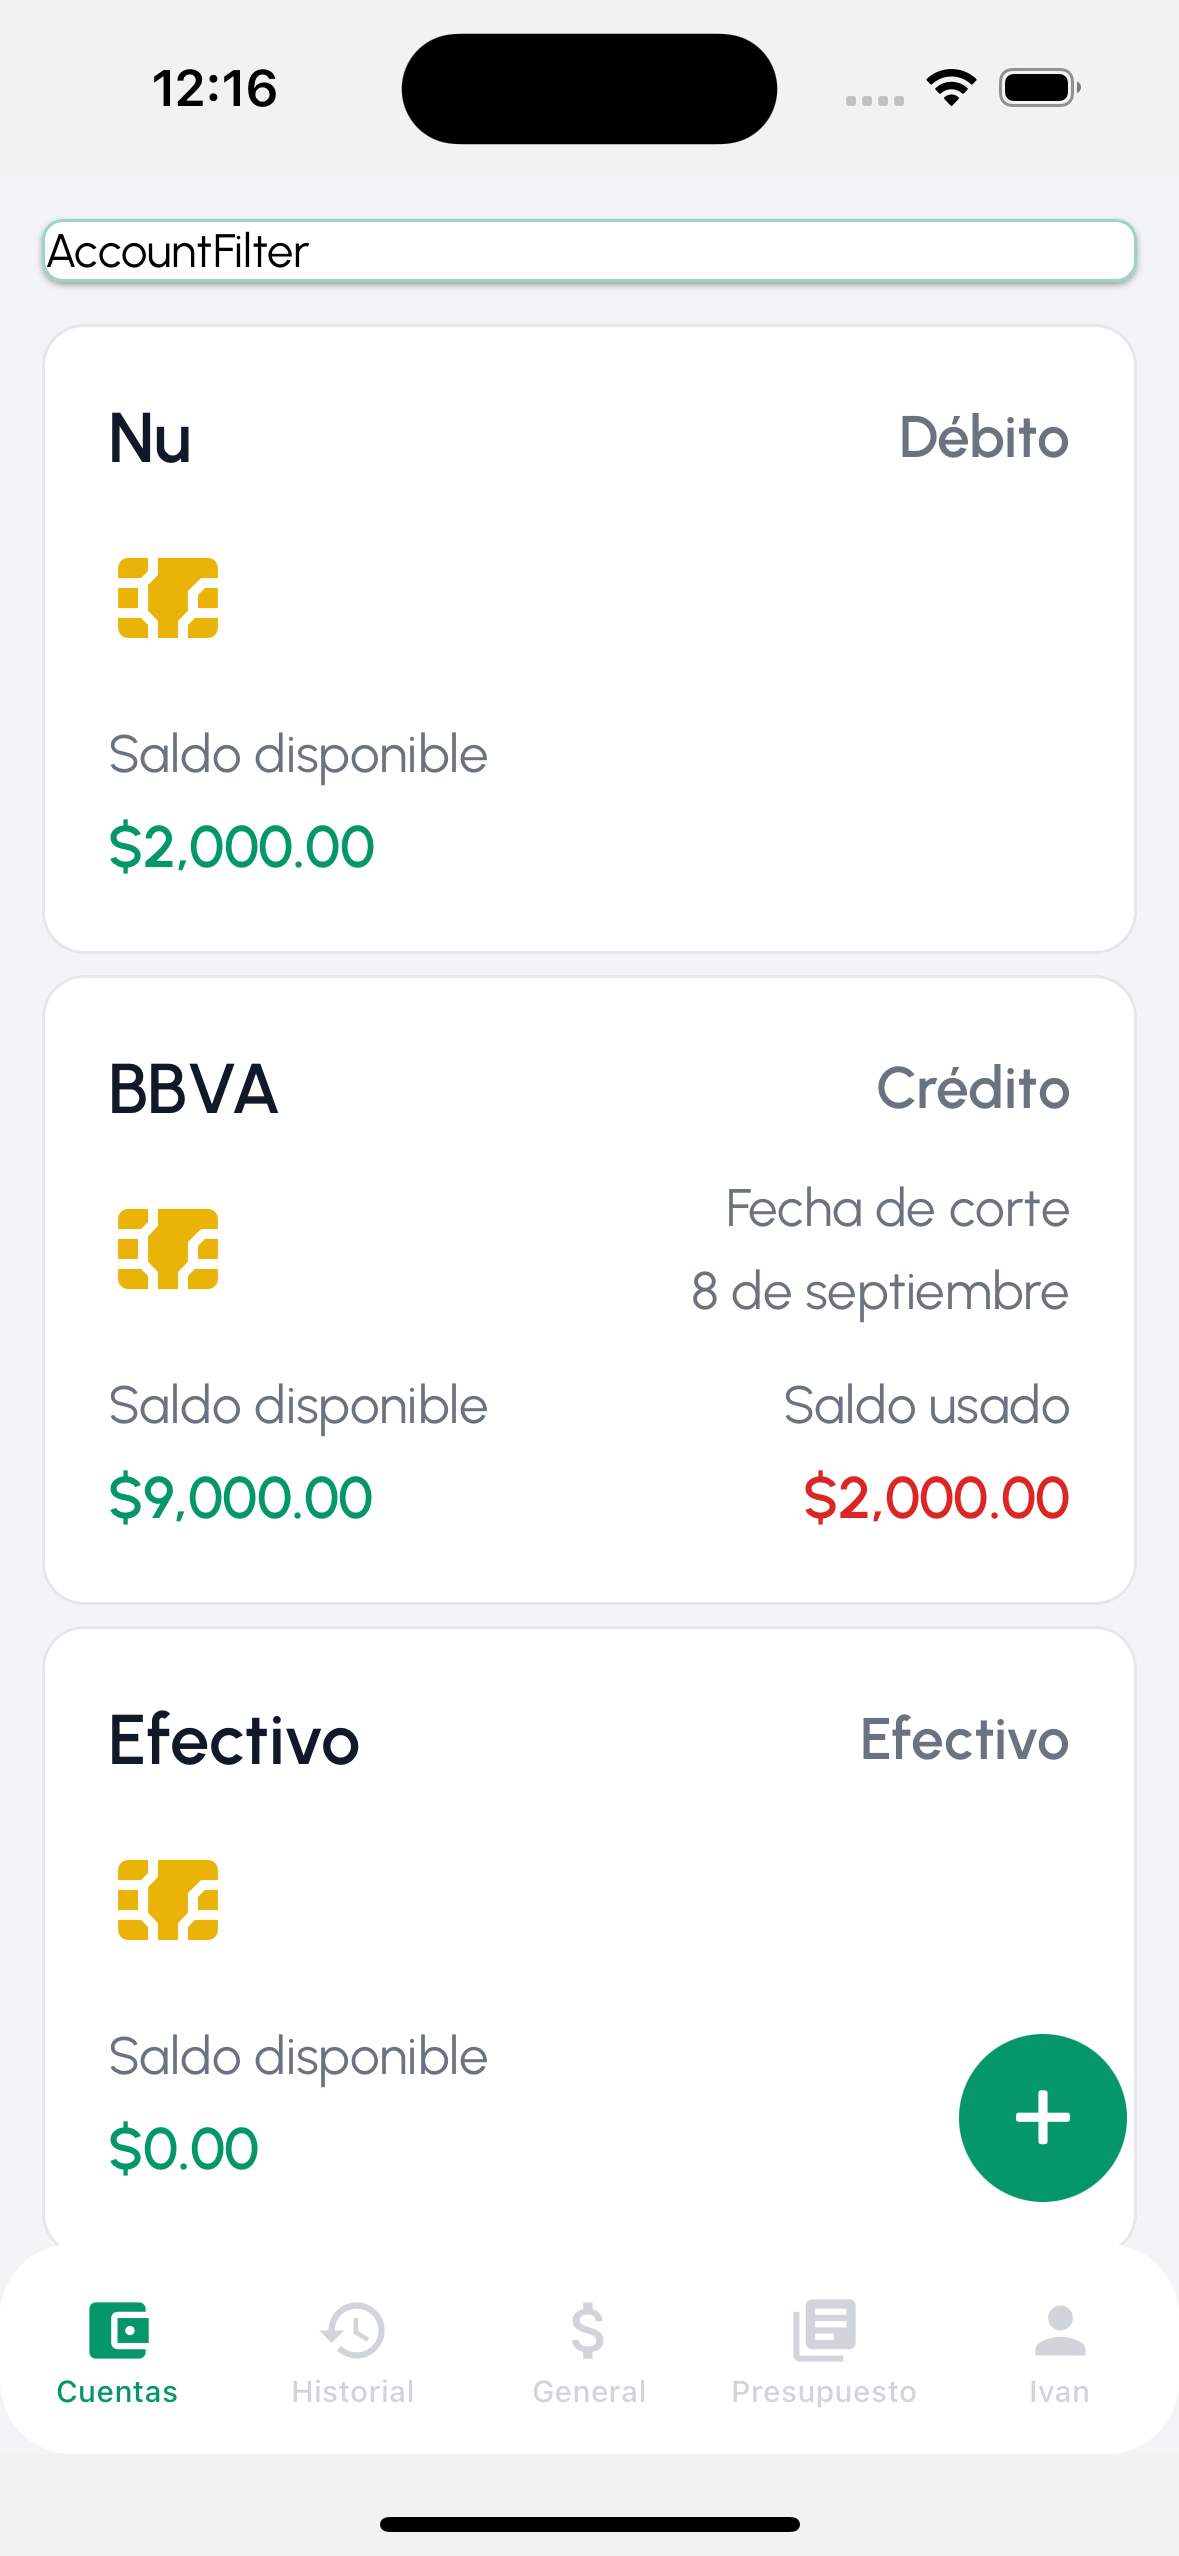 12:16
AccountFilter
Nu
Débito
Saldo disponible
$2,000.00
BBVA
Crédito
Fecha de corte
8 de septiembre
Saldo disponible
Saldo usado
$9,000.00
$2,000.00
Efectivo
Efectivo
Saldo disponible
$0.00
Cuentas
Historial
General
Presupuesto
Ivan